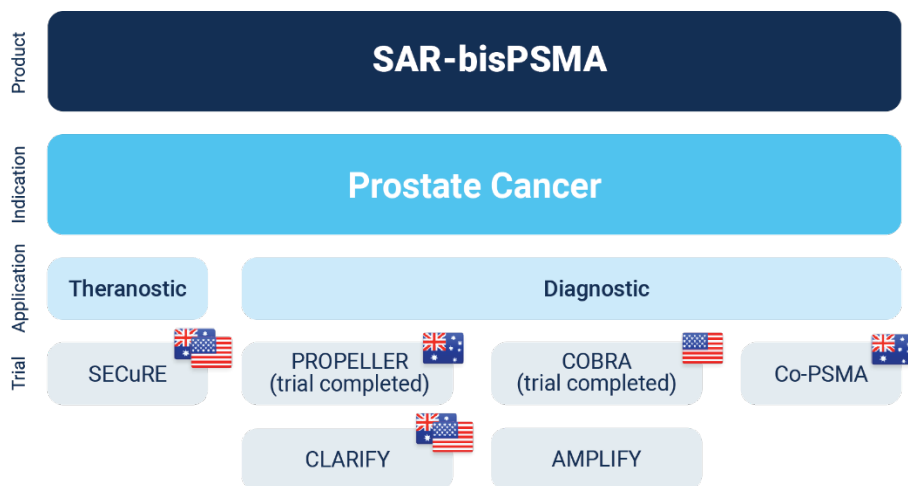 Product
SAR-bisPSMA
Indication
Prostate Cancer
Application
Theranostic
Diagnostic
Trial
SECuRE
PROPELLER
(trial completed)
COBRA
(trial completed)
Co-PSMA
CLARIFY
AMPLIFY